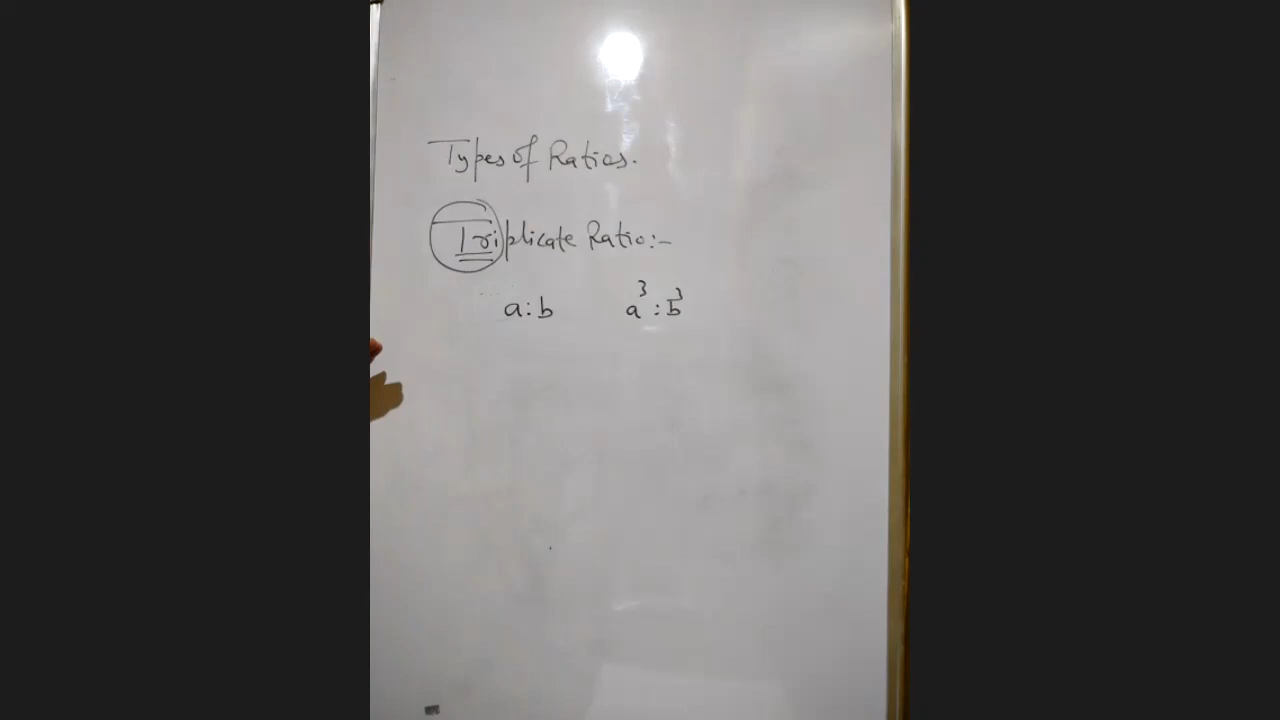 Types of Ratios.
Triplicate Ratio:-
a:b a³:b³